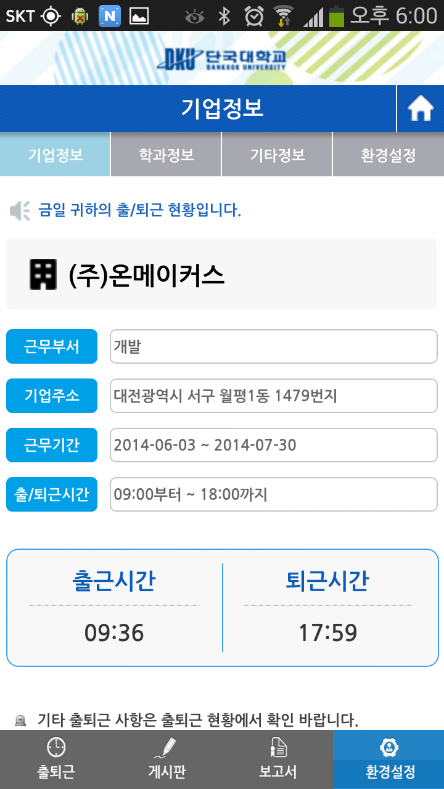 SKT
오후 6:00
DKU 단국대학교
DANKOOK UNIVERSITY
기업정보
기업정보 학과정보 기타정보 환경설정
금일 귀하의 출/퇴근 현황입니다.
(주)온메이커스
근무부서 개발
기업주소 대전광역시 서구 월평1동 1479번지
근무기간 2014-06-03 ~ 2014-07-30
출/퇴근시간 09:00부터 ~ 18:00까지
출근시간 퇴근시간
09:36 17:59
기타 출퇴근 사항은 출퇴근 현황에서 확인 바랍니다.
출퇴근 게시판 보고서 환경설정